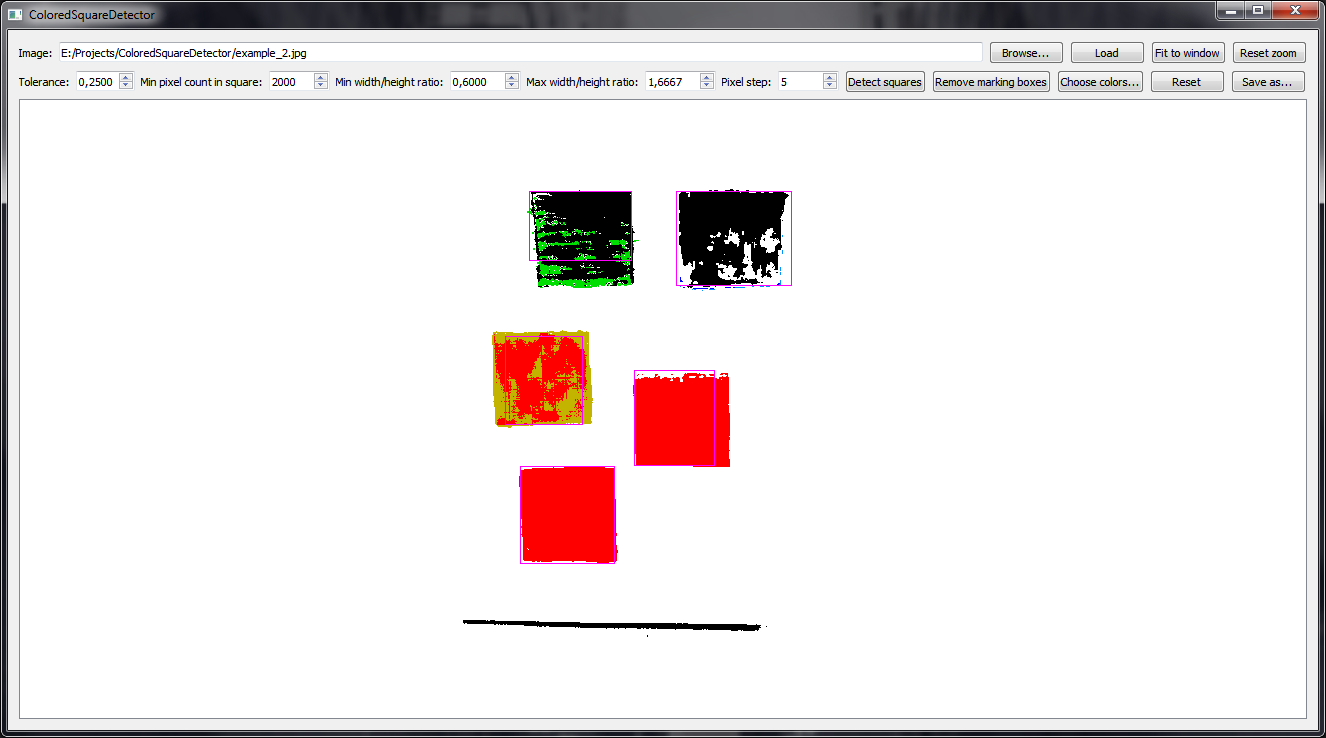 ColoredSquareDetector
Image: E:/Projects/ColoredSquareDetector/example_2.jpg Browse... Load Fit to window Reset zoom
Tolerance: 0,2500 Min pixel count in square: 2000 Min width/height ratio: 0,6000 Max width/height ratio: 1,6667 Pixel step: 5 Detect squares Remove marking boxes Choose colors... Reset Save as...